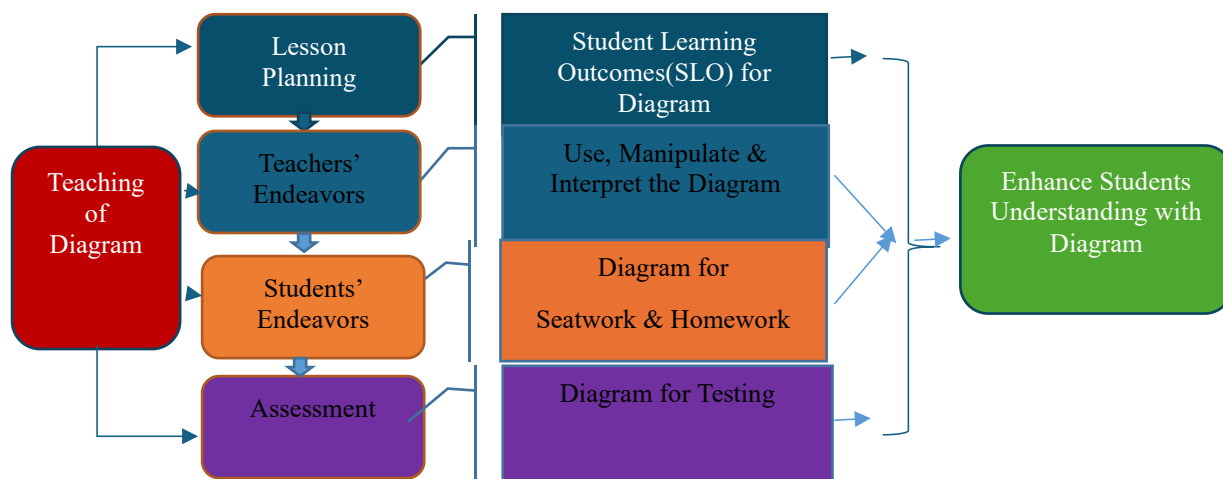 Teaching
of
Diagram
Lesson
Planning
Teachers’
Endeavors
Students’
Endeavors
Assessment
Student Learning
Outcomes(SLO) for
Diagram
Use, Manipulate &
Interpret the Diagram
Diagram for
Seatwork & Homework
Diagram for Testing
Enhance Students
Understanding with
Diagram